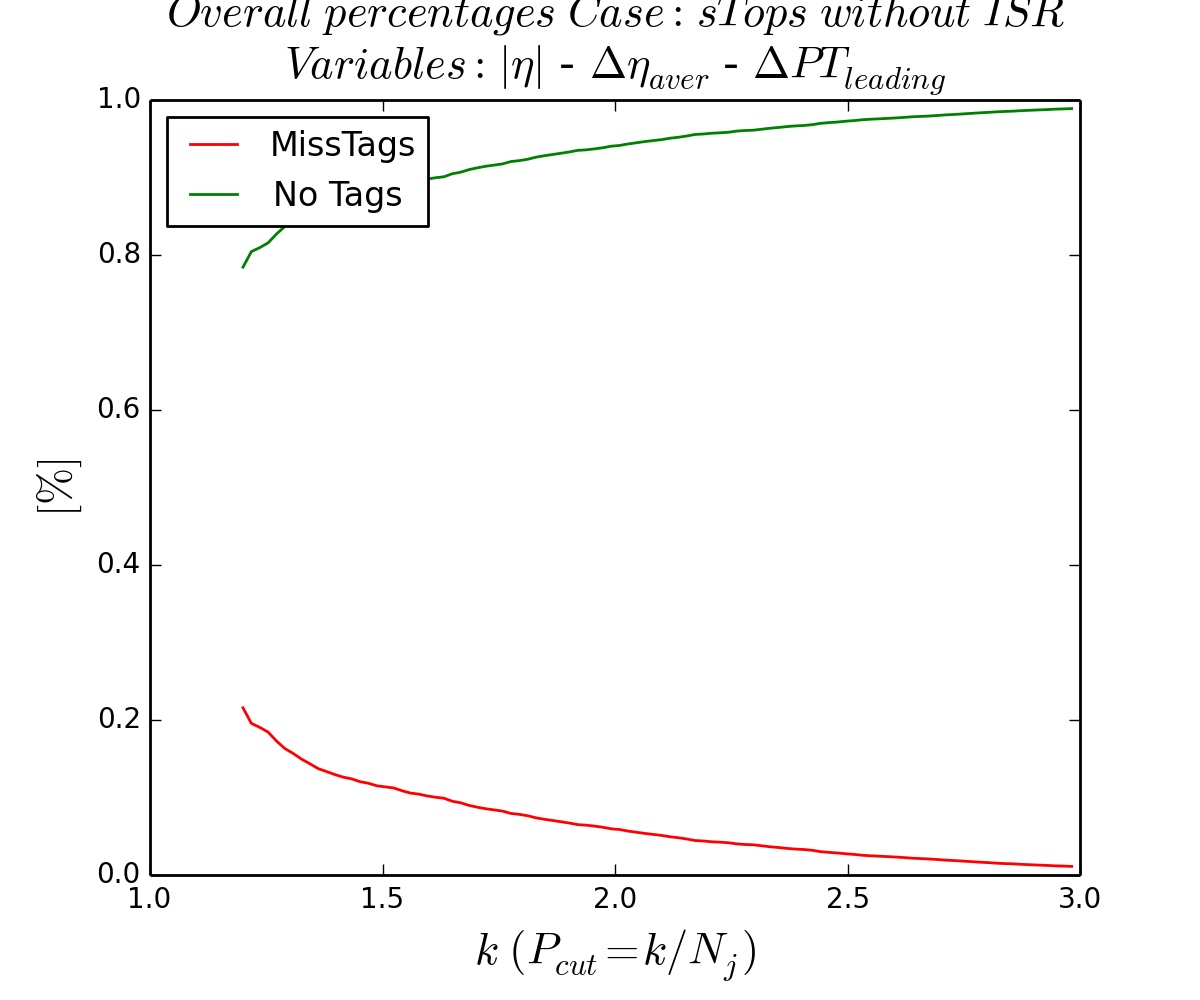 Overall percentages Case: sTops without ISR
Variables: |η| - Δη_aver - ΔPT_leading
1.0
MissTags
No Tags
0.8
0.6
[%]
0.4
0.2
0.0
1.0 1.5 2.0 2.5 3.0
k (P_cut = k/N_j)